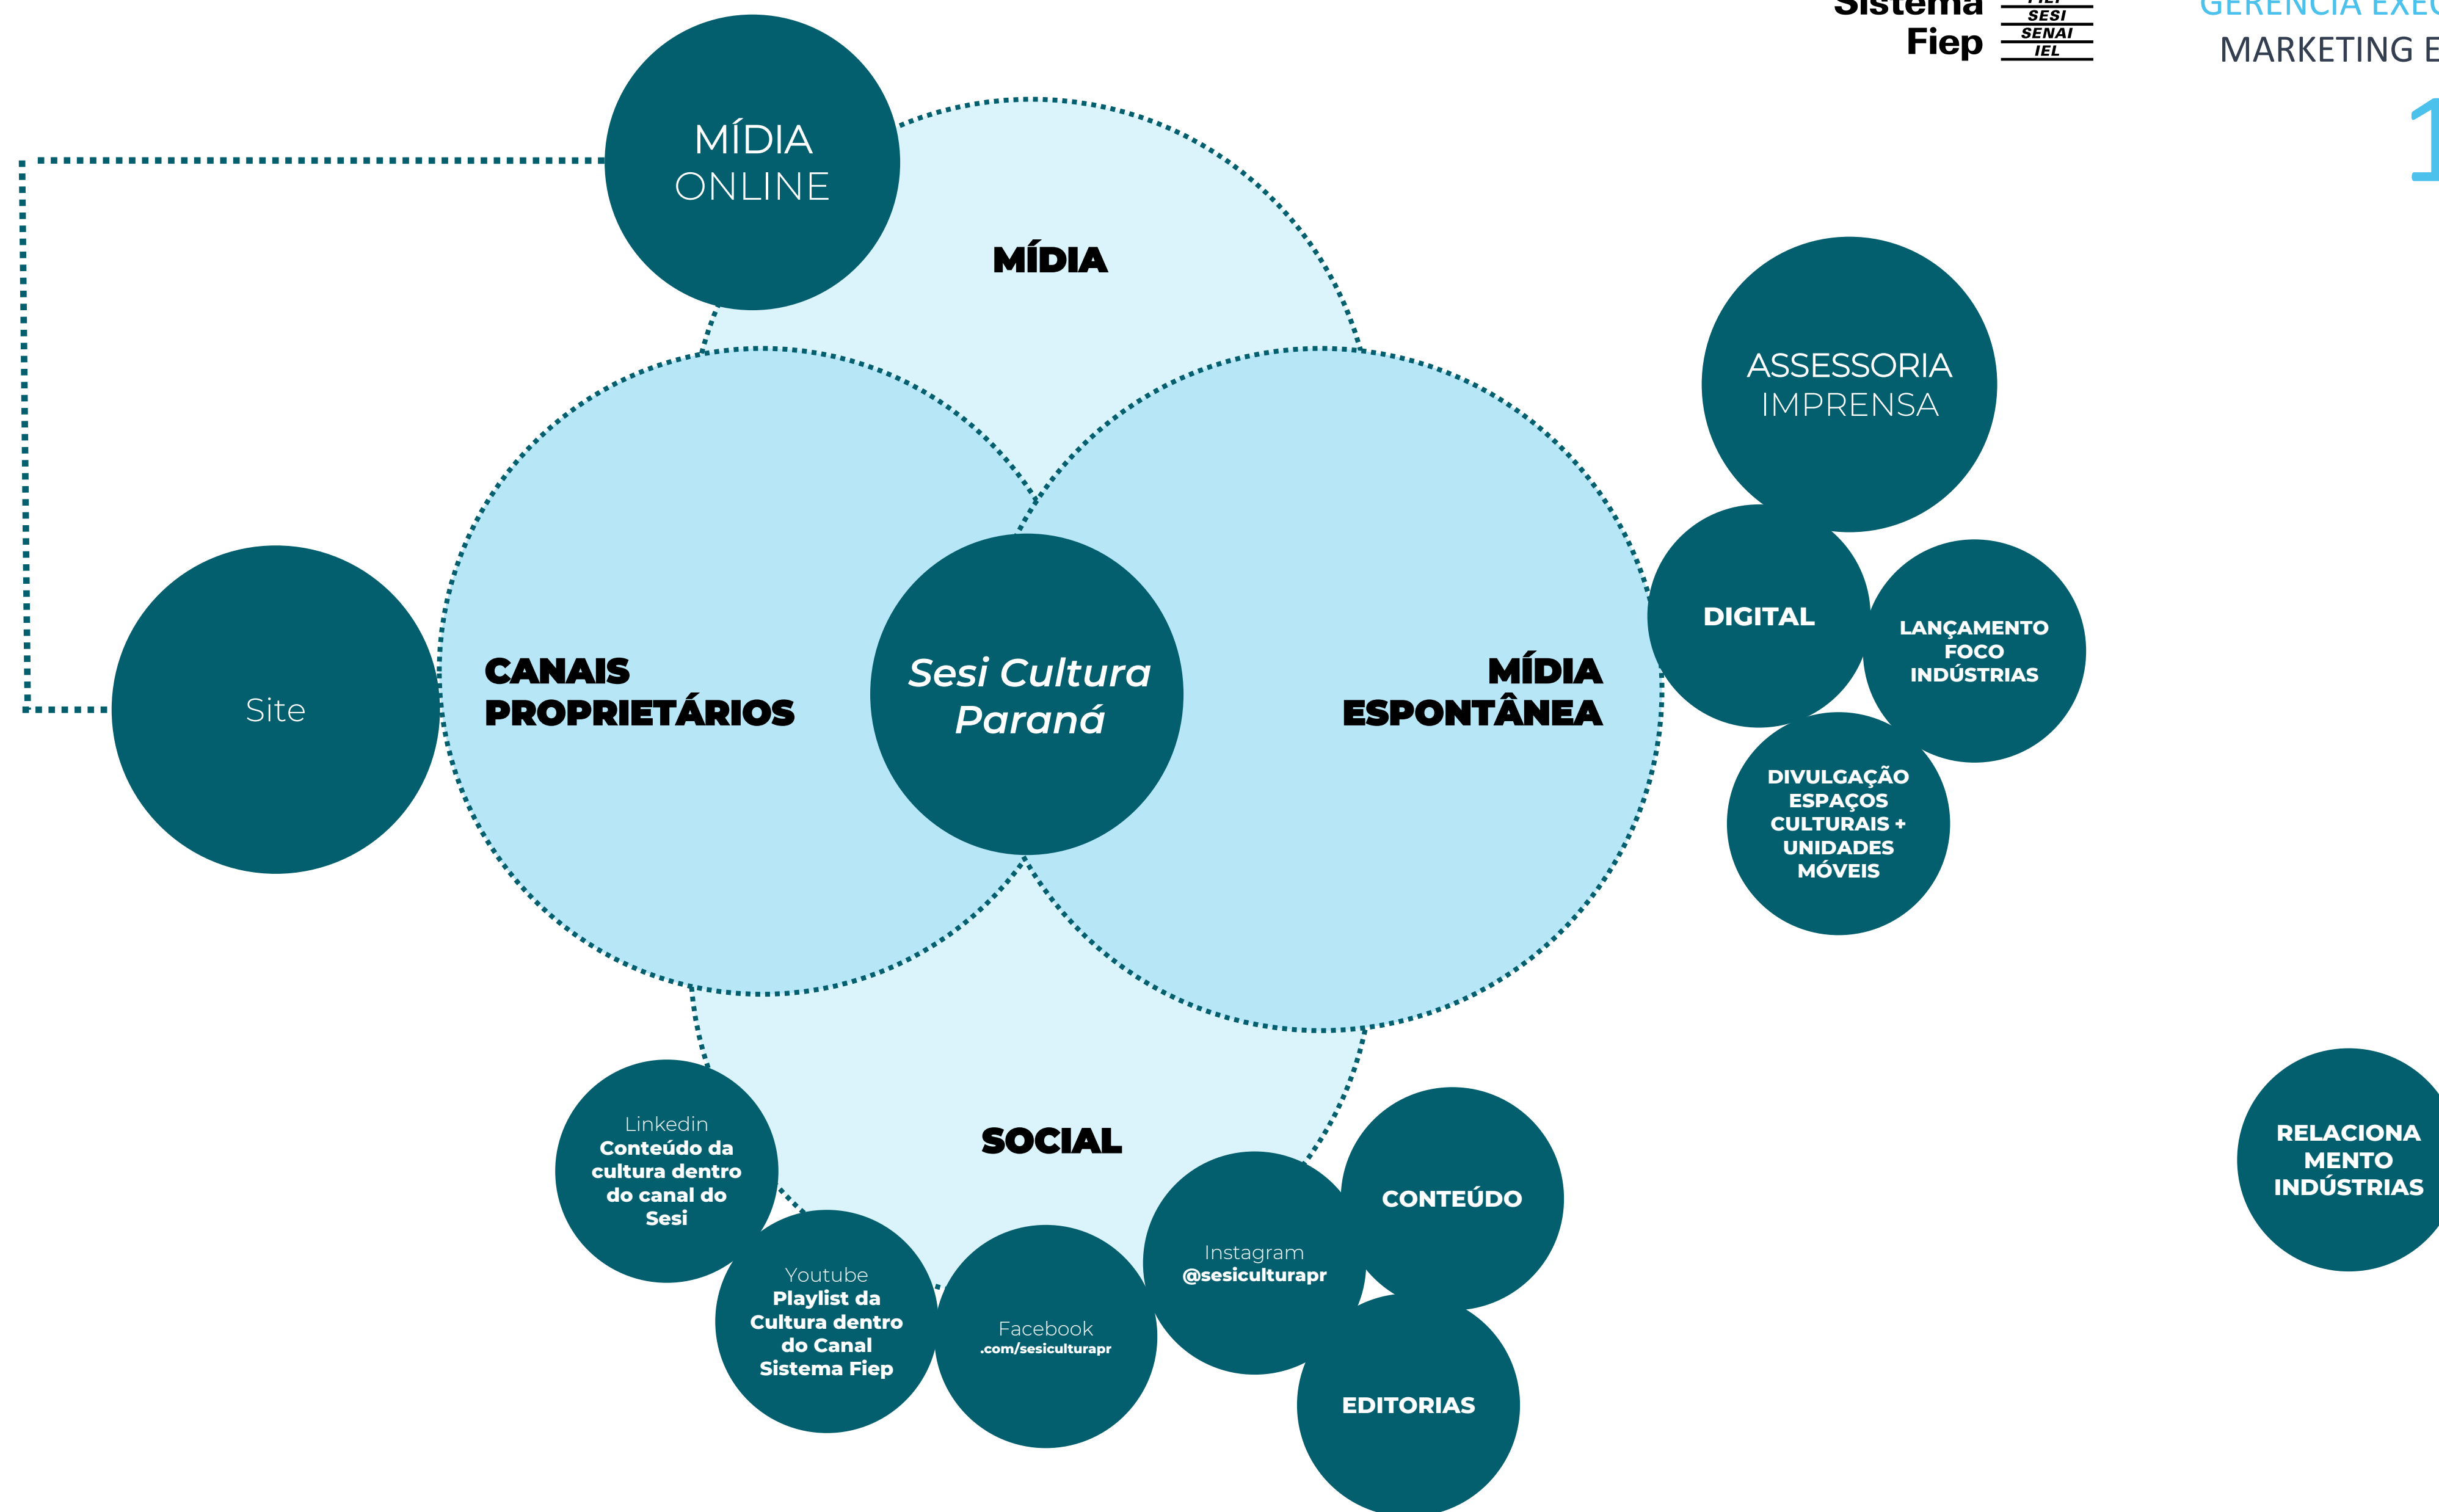 Sistema
Fiep
SESI
SENAI
IEL
MARKETING E
1
MÍDIA
ONLINE
MÍDIA
ASSESSORIA
IMPRENSA
DIGITAL
LANÇAMENTO
FOCO
INDÚSTRIAS
DIVULGAÇÃO
ESPAÇOS
CULTURAIS +
UNIDADES
MÓVEIS
Site
CANAIS
PROPRIETÁRIOS
Sesi Cultura
Paraná
MÍDIA
ESPONTÂNEA
SOCIAL
Linkedin
Conteúdo da
cultura dentro
do canal do
Sesi
Youtube
Playlist da
Cultura dentro
do Canal
Sistema Fiep
Facebook
.com/sesiculturapr
Instagram
@sesiculturapr
CONTEÚDO
EDITORIAS
RELACIONA
MENTO
INDÚSTRIAS